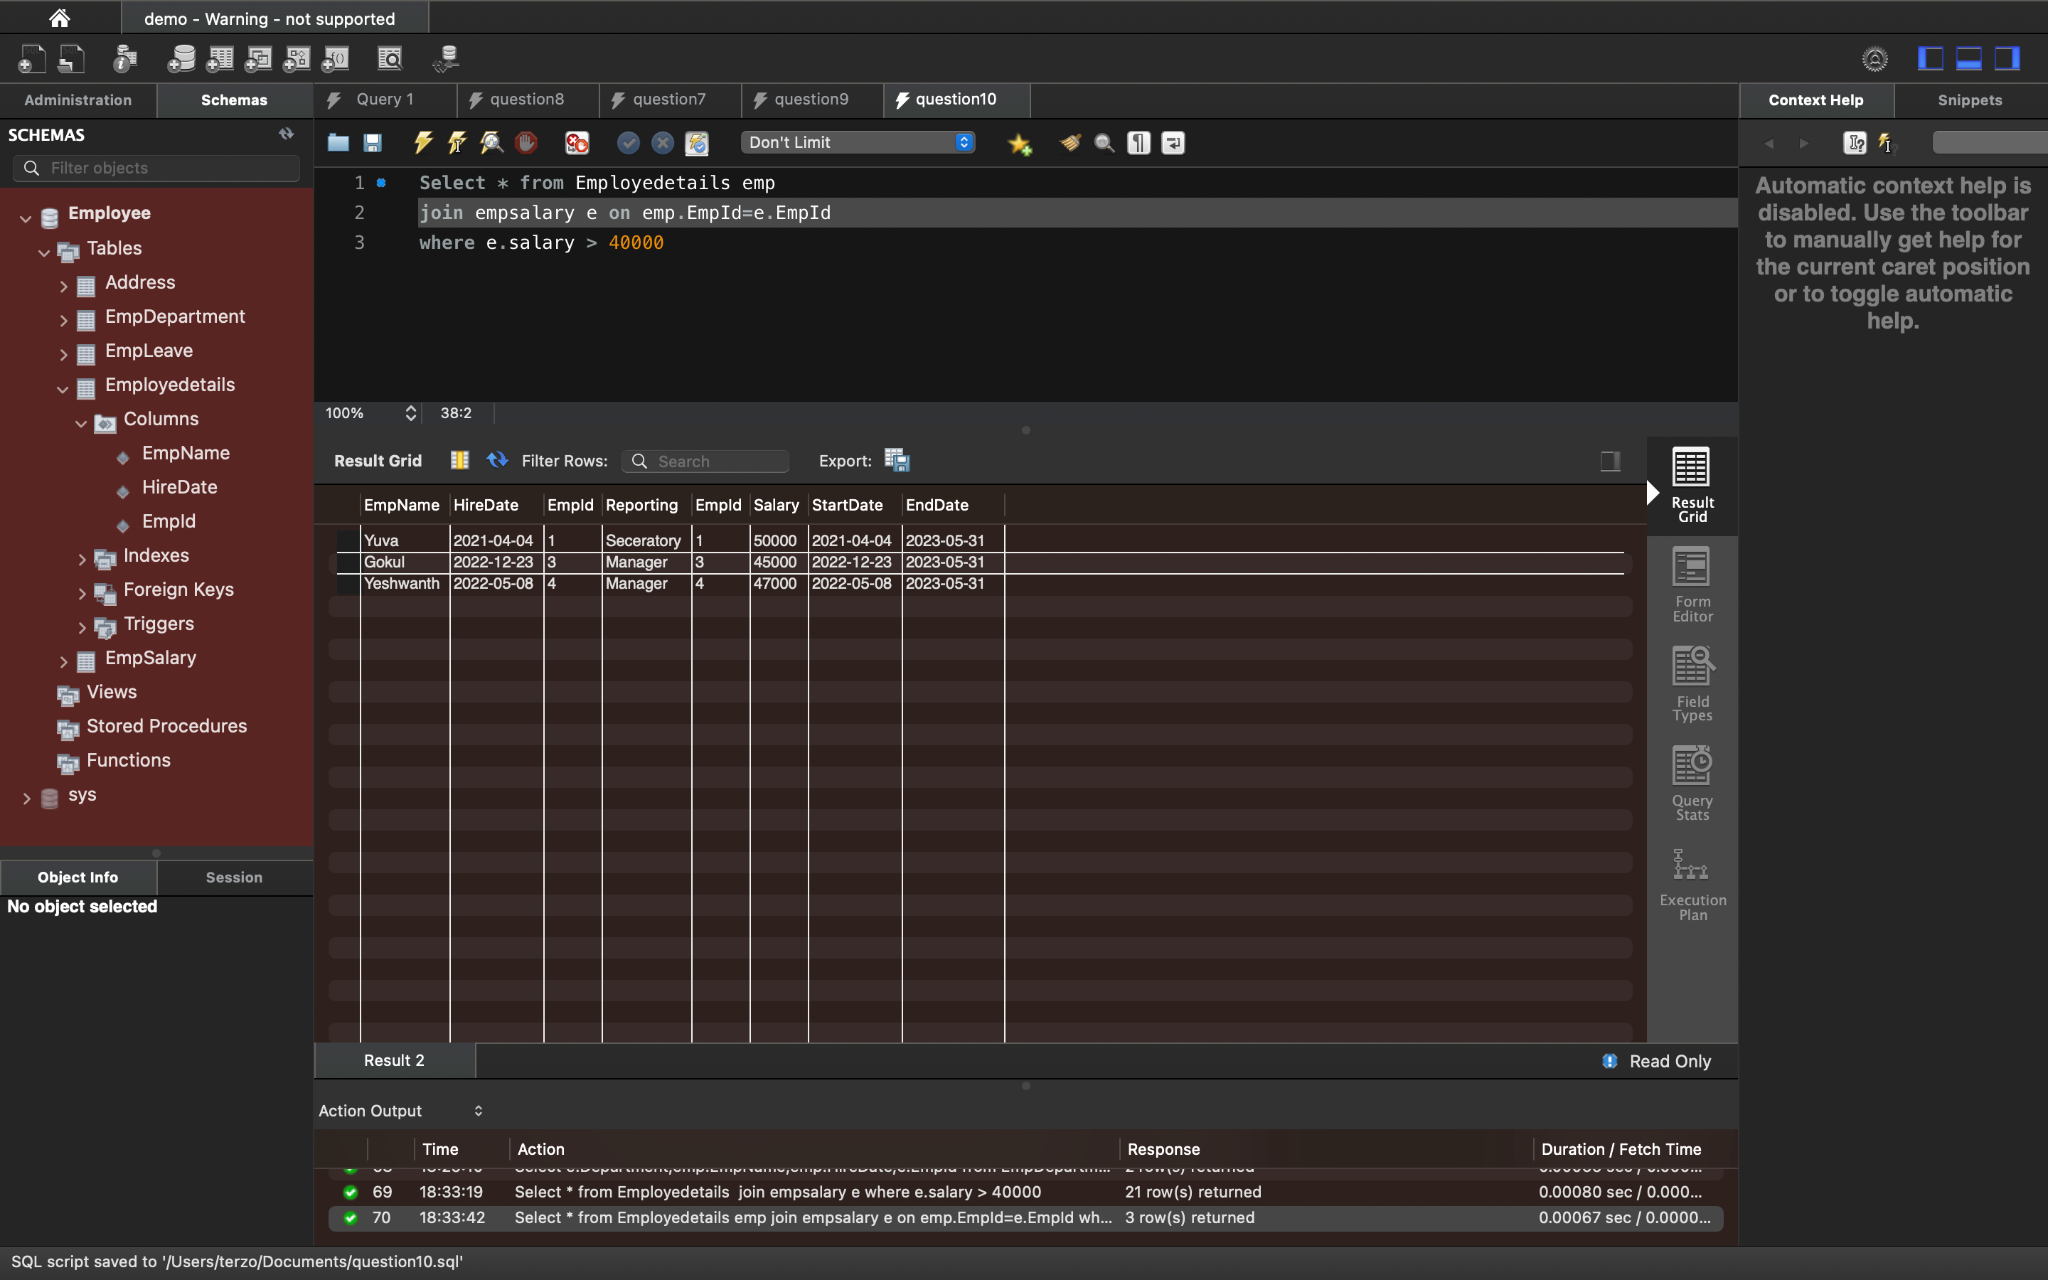 demo - Warning - not supported
Administration
Schemas
Query 1
question8
question7
question9
question10
Context Help
Snippets
SCHEMAS
Filter objects
Don't Limit
1 Select * from Employedetails emp
2 join empsalary e on emp.EmpId=e.EmpId
3 where e.salary > 40000
Automatic context help is
disabled. Use the toolbar
to manually get help for
the current caret position
or to toggle automatic
help.
Employee
Tables
Address
EmpDepartment
EmpLeave
Employedetails
Columns
EmpName
HireDate
EmpId
Indexes
Foreign Keys
Triggers
EmpSalary
Views
Stored Procedures
Functions
sys
100% 38:2
Result Grid Filter Rows: Search Export:
EmpName HireDate EmpId Reporting EmpId Salary StartDate EndDate
Yuva 2021-04-04 1 Seceratory 1 50000 2021-04-04 2023-05-31
Gokul 2022-12-23 3 Manager 3 45000 2022-12-23 2023-05-31
Yeshwanth 2022-05-08 4 Manager 4 47000 2022-05-08 2023-05-31
Result
Grid
Form
Editor
Field
Types
Query
Stats
Execution
Plan
Object Info
Session
No object selected
Result 2
Read Only
Action Output
Time Action Response Duration / Fetch Time
69 18:33:19 Select * from Employedetails join empsalary e where e.salary > 40000 21 row(s) returned 0.00080 sec / 0.000...
70 18:33:42 Select * from Employedetails emp join empsalary e on emp.EmpId=e.EmpId wh... 3 row(s) returned 0.00067 sec / 0.0000...
SQL script saved to '/Users/terzo/Documents/question10.sql'